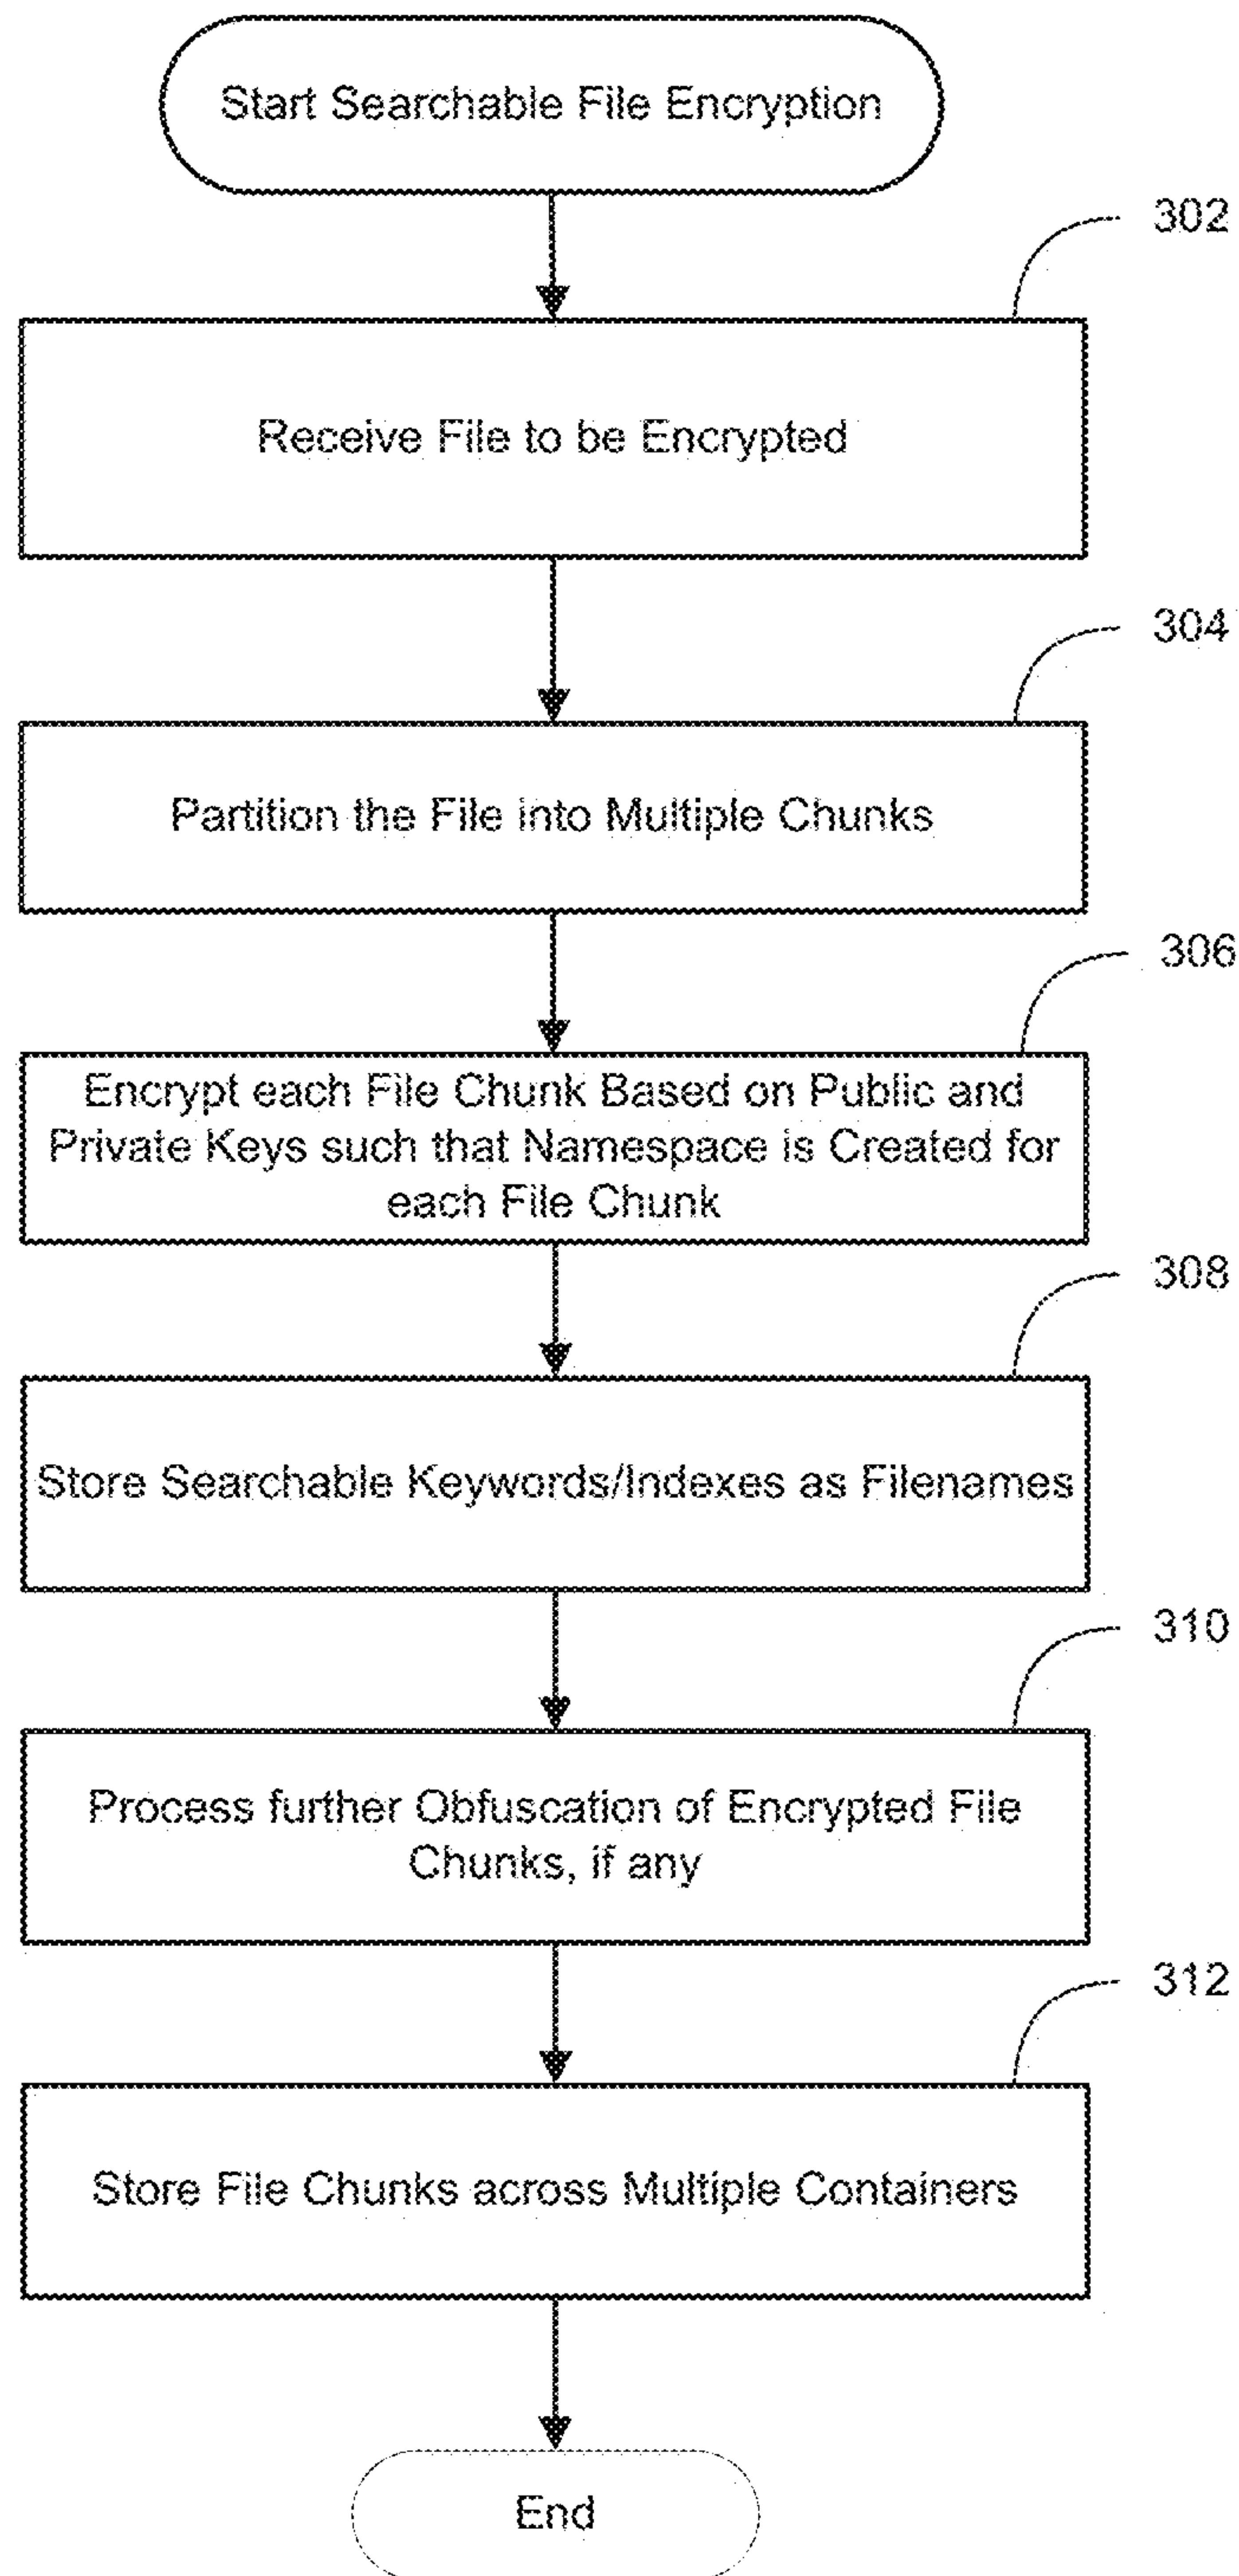 Start Searchable File Encryption
302
Receive File to be Encrypted
304
Partition the File into Multiple Chunks
306
Encrypt each File Chunk Based on Public and
Private Keys such that Namespace is Created for
each File Chunk
308
Store Searchable Keywords/Indexes as Filenames
310
Process further Obfuscation of Encrypted File
Chunks, if any
312
Store File Chunks across Multiple Containers
End